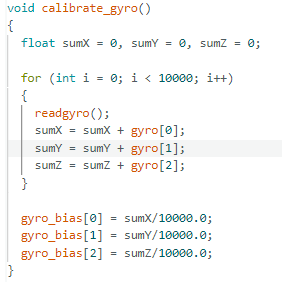 void calibrate_gyro()
{
  float sumX = 0, sumY = 0, sumZ = 0;

  for (int i = 0; i < 10000; i++)
  {
    readgyro();
    sumX = sumX + gyro[0];
    sumY = sumY + gyro[1];
    sumZ = sumZ + gyro[2];
  }

  gyro_bias[0] = sumX/10000.0;
  gyro_bias[1] = sumY/10000.0;
  gyro_bias[2] = sumZ/10000.0;
}